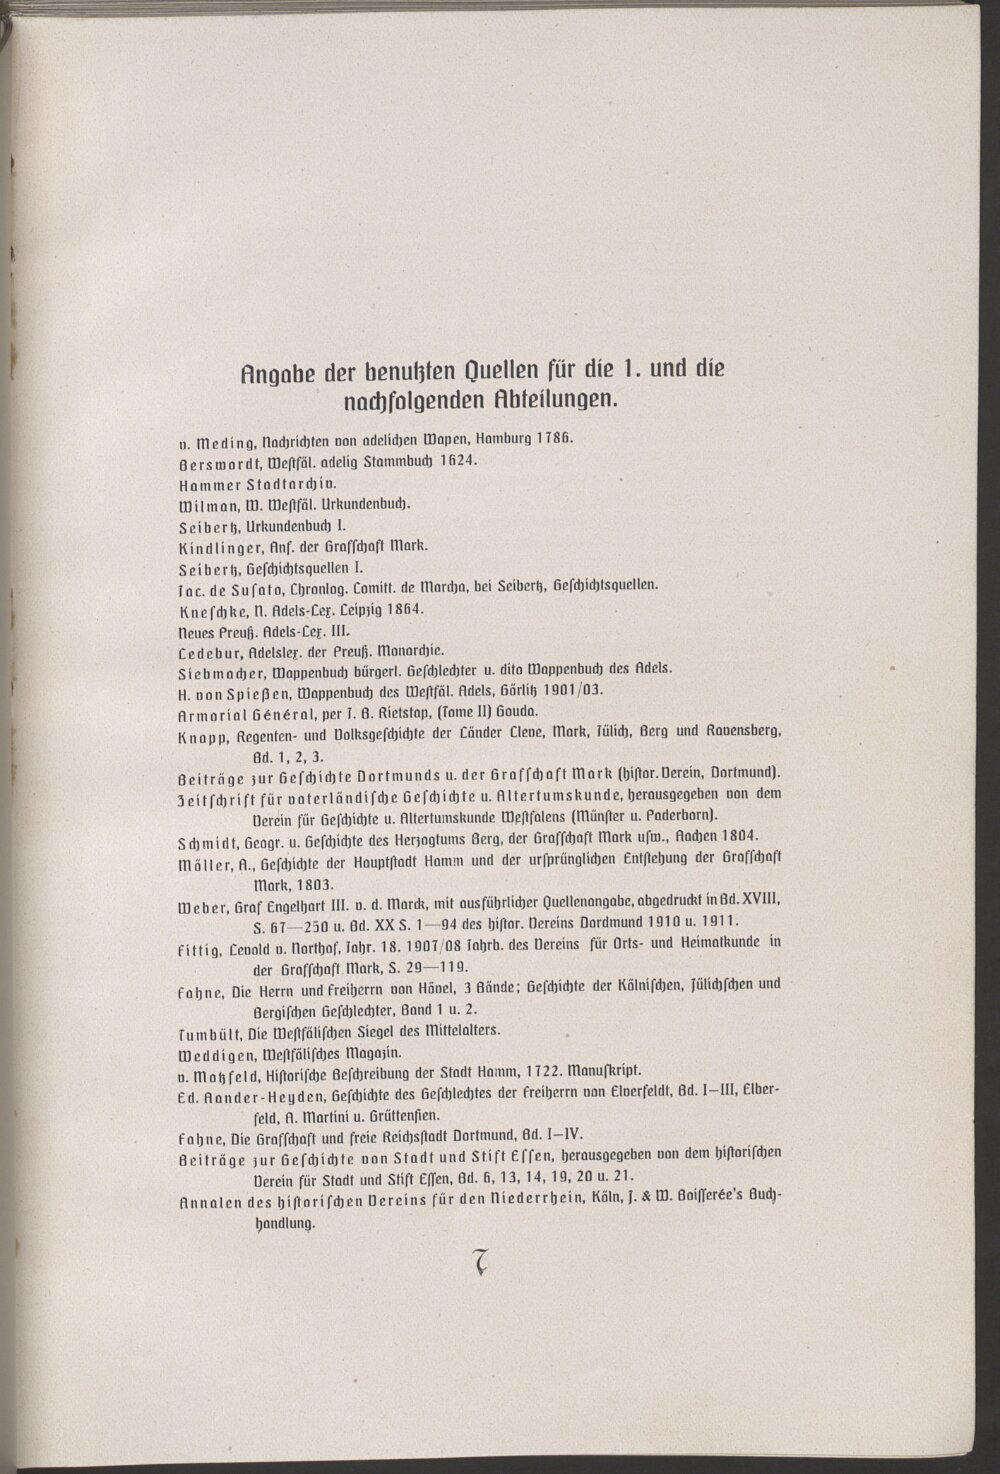 Angabe der benutzten Quellen für die 1. und die
nachfolgenden Abteilungen.
v. Meding, Nachrichten von adelichen Wapen, Hamburg 1786.
Berswordt, Westfäl. adelig Stammbuch 1624.
Hammer Stadtarchiv.
Wilman, W. Westfäl. Urkundenbuch.
Seibertz, Urkundenbuch I.
Kindlinger, Anf. der Grafschaft Mark.
Seibertz, Geschichtsquellen I.
Jac. de Susato, Chronlog. Comitt. de Marcha, bei Seibertz, Geschichtsquellen.
Kneschke, N. Adels-Lex. Leipzig 1864.
Neues Preuß. Adels-Lex. III.
Ledebur, Adelslex. der Preuß. Monarchie.
Siebmacher, Wappenbuch bürgerl. Geschlechter u. dito Wappenbuch des Adels.
H. von Spießen, Wappenbuch des Westfäl. Adels, Görlitz 1901/03.
Armorial Général, per J. B. Rietstap, (Tome II) Gouda.
Knapp, Regenten- und Volksgeschichte der Länder Cleve, Mark, Jülich, Berg und Ravensberg,
Bd. 1, 2, 3.
Beiträge zur Geschichte Dortmunds u. der Grafschaft Mark (histor. Verein, Dortmund).
Zeitschrift für vaterländische Geschichte u. Altertumskunde, herausgegeben von dem
Verein für Geschichte u. Altertumskunde Westfalens (Münster u. Paderborn).
Schmidt, Geogr. u. Geschichte des Herzogtums Berg, der Grafschaft Mark usw., Aachen 1804.
Möller, A., Geschichte der Hauptstadt Hamm und der ursprünglichen Entstehung der Grafschaft
Mark, 1803.
Weber, Graf Engelhart III. v. d. Marck, mit ausführlicher Quellenangabe, abgedruckt in Bd. XVIII,
S. 67—250 u. Bd. XX S. 1—94 des histor. Vereins Dordmund 1910 u. 1911.
Fittig, Levold v. Northof, Jahr. 18. 1907/08 Jahrb. des Vereins für Orts- und Heimatkunde in
der Grafschaft Mark, S. 29—119.
Fahne, Die Herrn und Freiherrn von Hövel, 3 Bände; Geschichte der Kölnischen, Jülichschen und
Bergischen Geschlechter, Band 1 u. 2.
Tumbült, Die Westfälischen Siegel des Mittelalters.
Weddigen, Westfälisches Magazin.
v. Motzfeld, Historische Beschreibung der Stadt Hamm, 1722. Manuskript.
Ed. Aander-Heyden, Geschichte des Geschlechtes der Freiherrn von Elverfeldt, Bd. I—III, Elber-
feld, A. Martini u. Grüttensien.
Fahne, Die Grafschaft und freie Reichsstadt Dortmund, Bd. I—IV.
Beiträge zur Geschichte von Stadt und Stift Essen, herausgegeben von dem historischen
Verein für Stadt und Stift Essen, Bd. 6, 13, 14, 19, 20 u. 21.
Annalen des historischen Vereins für den Niederrhein, Köln, J. & W. Boisserée's Buch-
handlung.